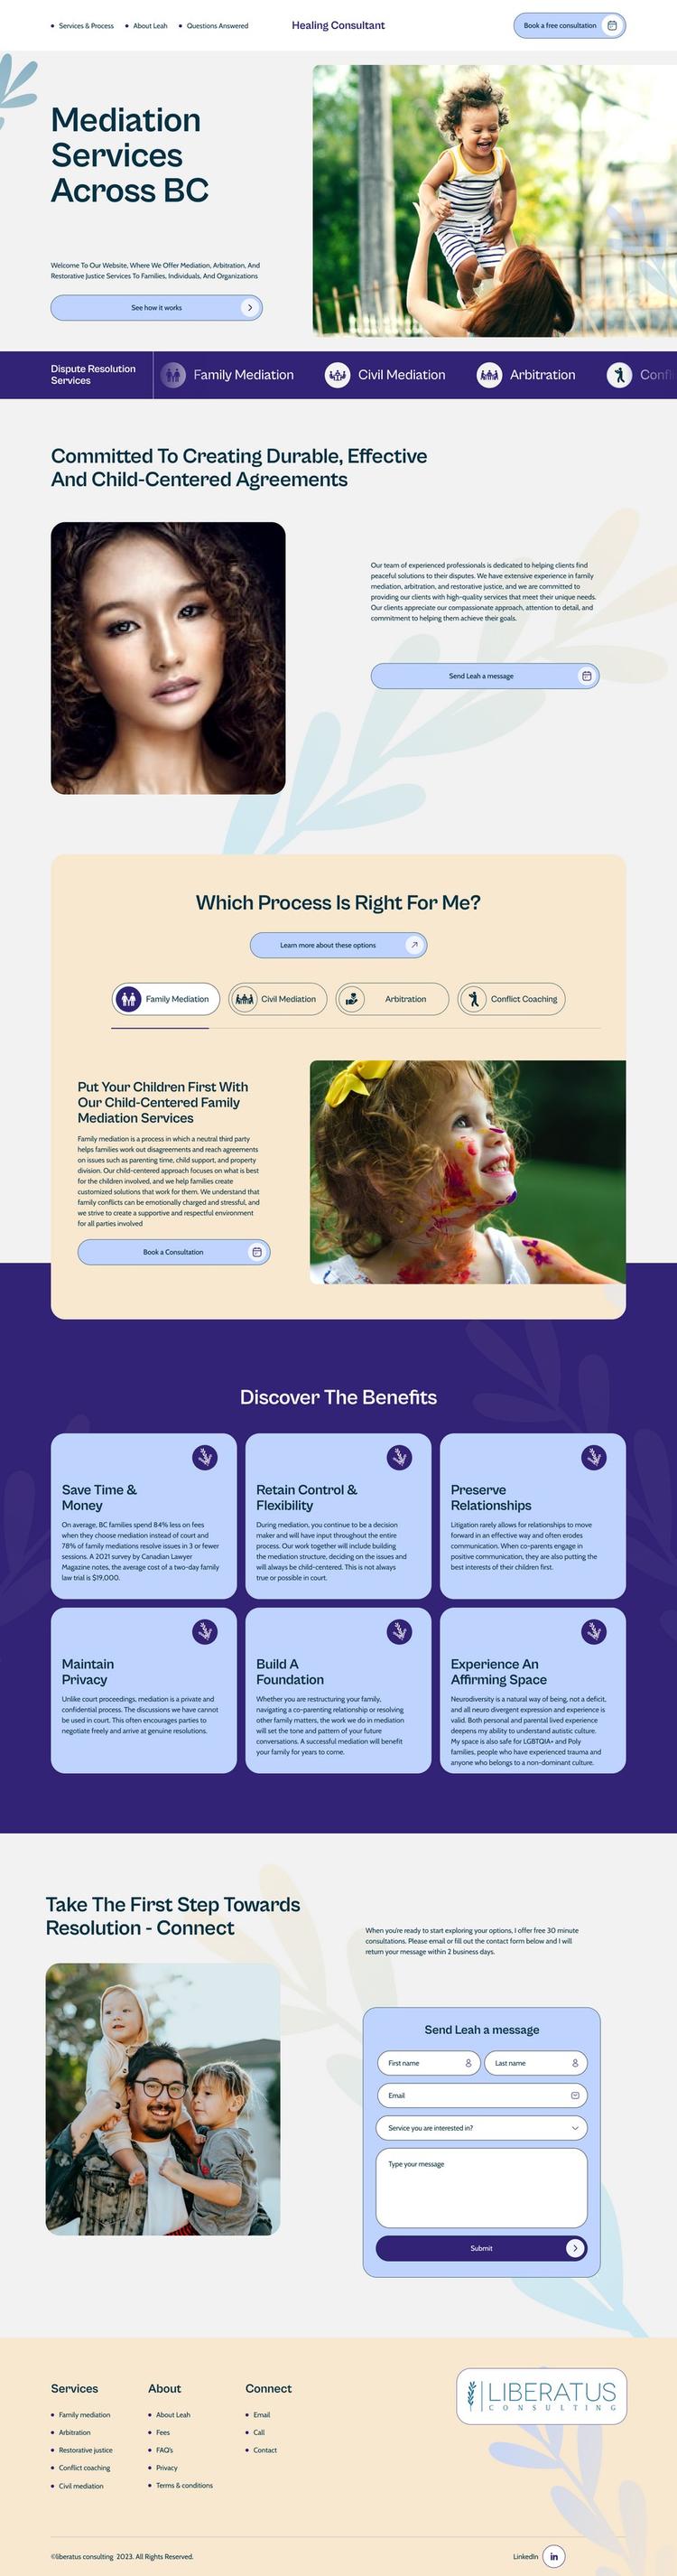 Services & Process
About Leah
Questions Answered
Healing Consultant
Book a free consultation
Mediation
Services
Across BC
Welcome To Our Website, Where We Offer Mediation, Arbitration, And
Restorative Justice Services To Families, Individuals, And Organizations
See how it works
Dispute Resolution
Services
Family Mediation
Civil Mediation
Arbitration
Confl
Committed To Creating Durable, Effective
And Child-Centered Agreements
Our team of experienced professionals is dedicated to helping clients find
peaceful solutions to their disputes. We have extensive experience in family
mediation, arbitration, and restorative justice, and we are committed to
providing our clients with high-quality services that meet their unique needs.
Our clients appreciate our compassionate approach, attention to detail, and
commitment to helping them achieve their goals.
Send Leah a message
Which Process Is Right For Me?
Learn more about these options
Family Mediation
Civil Mediation
Arbitration
Conflict Coaching
Put Your Children First With
Our Child-Centered Family
Mediation Services
Family mediation is a process in which a neutral third party
helps families work out disagreements and reach agreements
on issues such as parenting time, child support, and property
division. Our child-centered approach focuses on what is best
for the children involved, and we help families create
customized solutions that work for them. We understand that
family conflicts can be emotionally charged and stressful, and
we strive to create a supportive and respectful environment
for all parties involved
Book a Consultation
Discover The Benefits
Save Time &
Money
On average, BC families spend 84% less on fees
when they choose mediation instead of court and
78% of family mediations resolve issues in 3 or fewer
sessions. A 2021 survey by Canadian Lawyer
Magazine notes, the average cost of a two-day family
law trial is $19,000.
Retain Control &
Flexibility
During mediation, you continue to be a decision
maker and will have input throughout the entire
process. Our work together will include building
the mediation structure, deciding on the issues and
will always be child-centered. This is not always
true or possible in court.
Preserve
Relationships
Litigation rarely allows for relationships to move
forward in an effective way and often erodes
communication. When co-parents engage in
positive communication, they are also putting the
best interests of their children first.
Maintain
Privacy
Unlike court proceedings, mediation is a private and
confidential process. The discussions we have cannot
be used in court. This often encourages parties to
negotiate freely and arrive at genuine resolutions.
Build A
Foundation
Whether you are restructuring your family,
navigating a co-parenting relationship or resolving
other family matters, the work we do in mediation
will set the tone and pattern of your future
conversations. A successful mediation will benefit
your family for years to come.
Experience An
Affirming Space
Neurodiversity is a natural way of being, not a deficit,
and all neuro divergent expression and experience is
valid. Both personal and parental lived experience
deepens my ability to understand autistic culture.
My space is also safe for LGBTQIA+ and Poly
families, people who have experienced trauma and
anyone who belongs to a non-dominant culture.
Take The First Step Towards
Resolution - Connect
When you're ready to start exploring your options, I offer free 30 minute
consultations. Please email or fill out the contact form below and I will
return your message within 2 business days.
Send Leah a message
First name
Last name
Email
Service you are interested in?
Type your message
Submit
Services
Family mediation
Arbitration
Restorative justice
Conflict coaching
Civil mediation
About
About Leah
Fees
FAQ's
Privacy
Terms & conditions
Connect
Email
Call
Contact
LIBERATUS
CONSULTING
©liberatus consulting 2023. All Rights Reserved.
LinkedIn
in